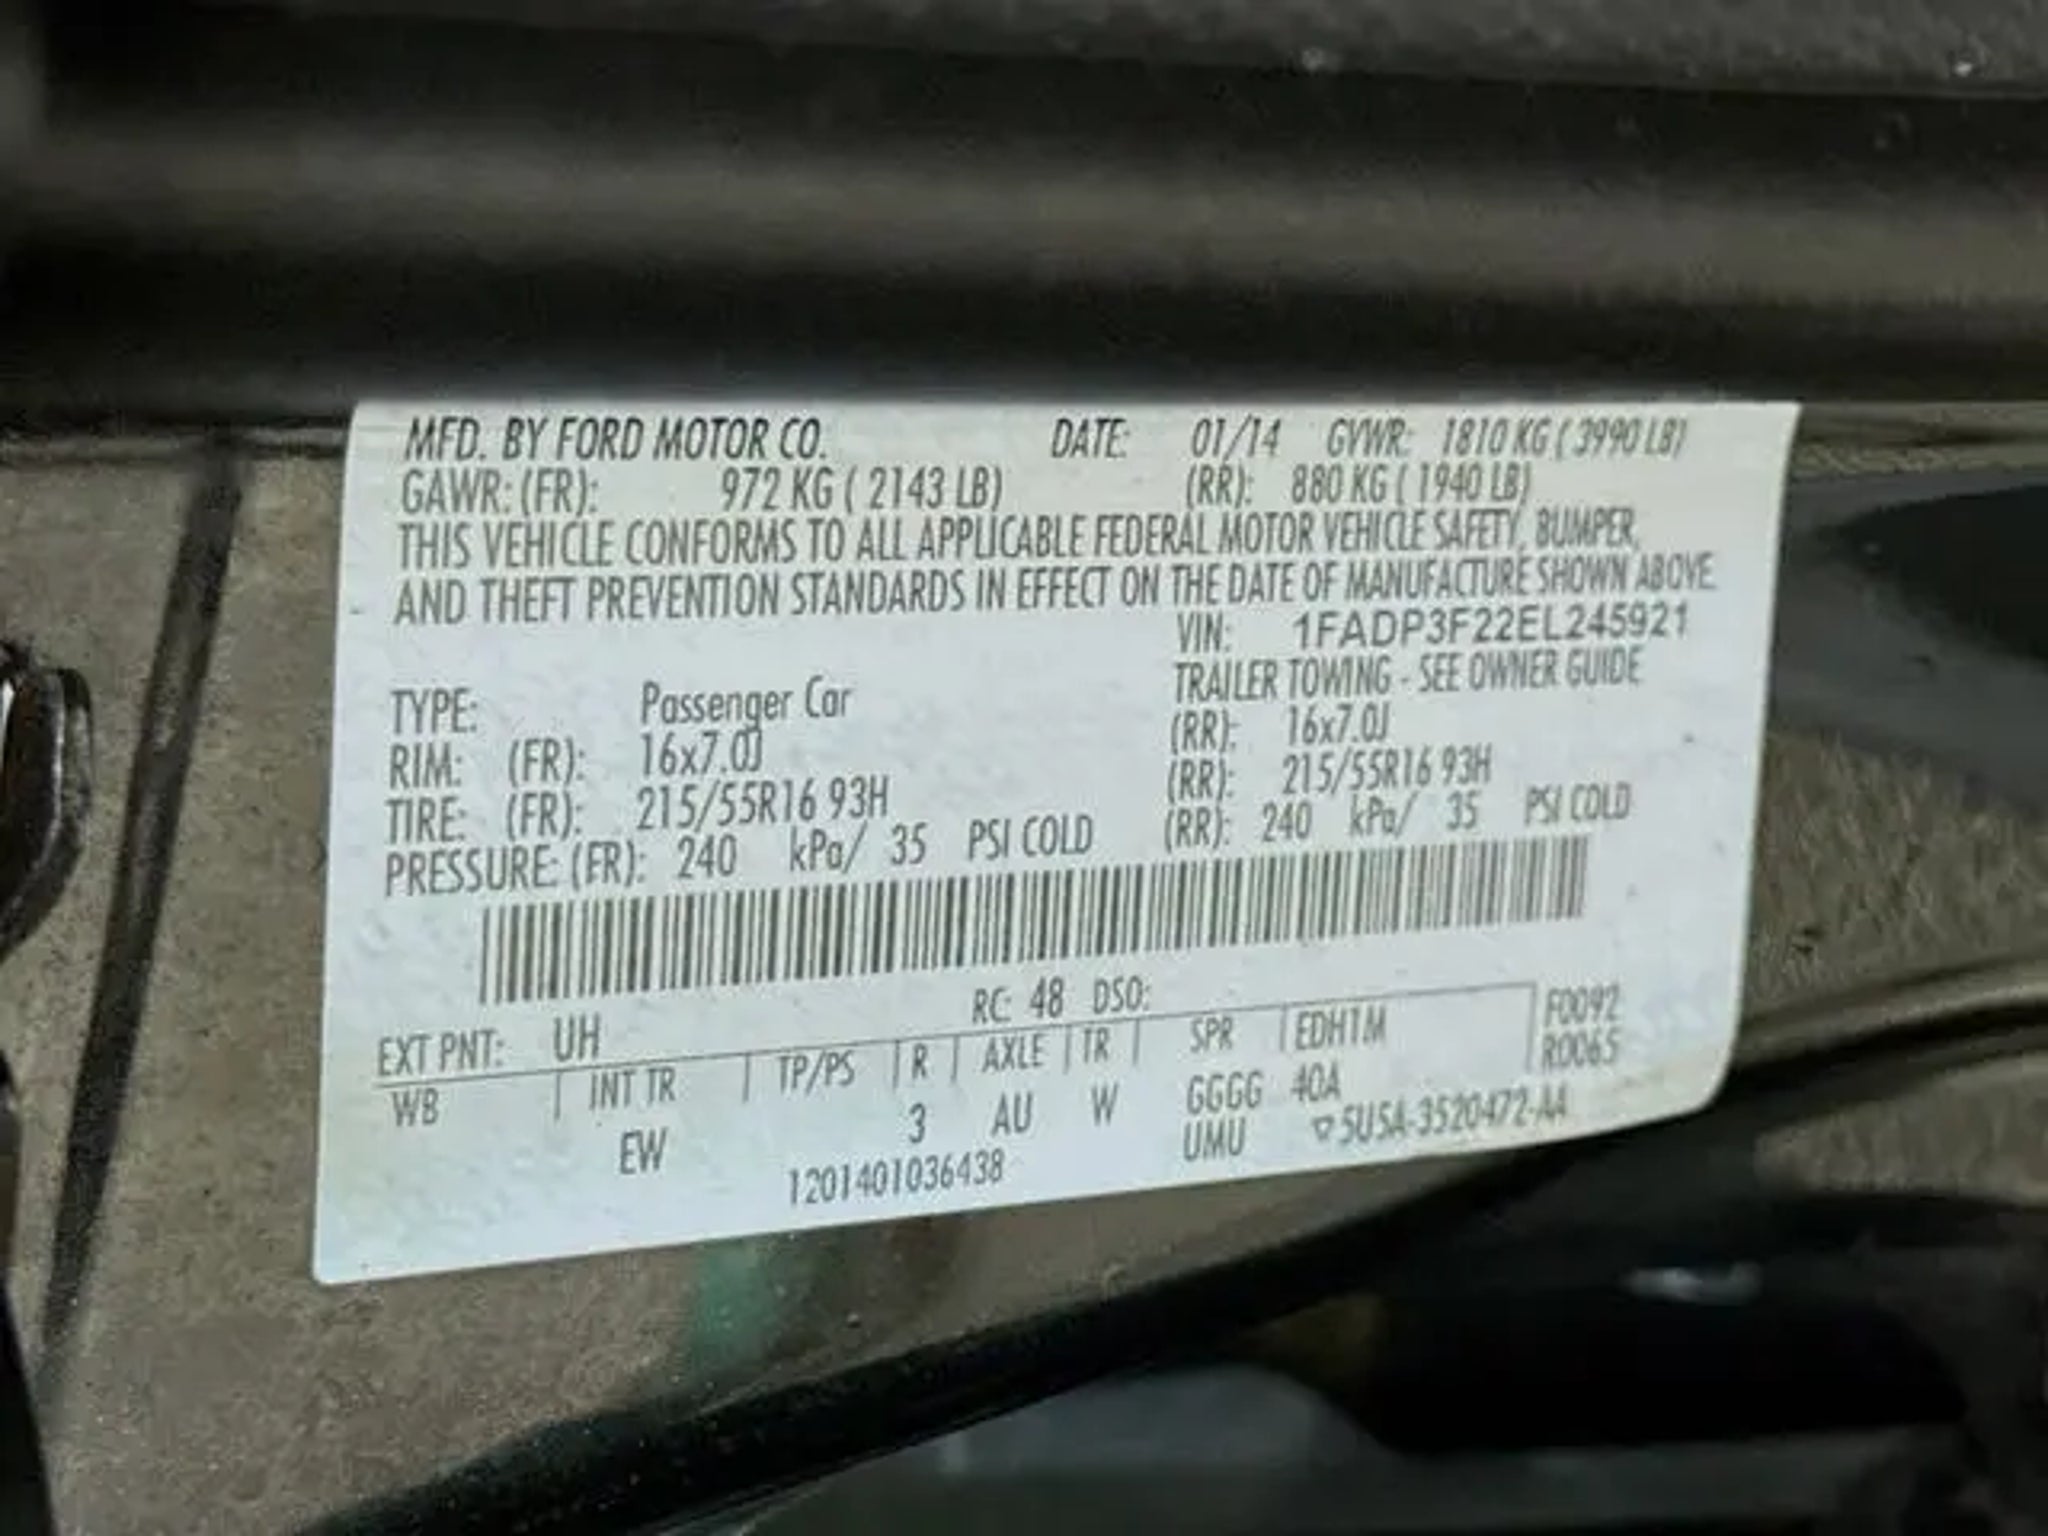 MFD. BY FORD MOTOR CO. DATE: 01/14 GVWR: 1810 KG ( 3990 LB)
GAWR: (FR): 972 KG ( 2143 LB) (RR): 880 KG ( 1940 LB)
THIS VEHICLE CONFORMS TO ALL APPLICABLE FEDERAL MOTOR VEHICLE SAFETY, BUMPER,
AND THEFT PREVENTION STANDARDS IN EFFECT ON THE DATE OF MANUFACTURE SHOWN ABOVE.
VIN: 1FADP3F22EL245921
TYPE: Passenger Car TRAILER TOWING - SEE OWNER GUIDE
RIM: (FR): 16x7.0J (RR): 16x7.0J
TIRE: (FR): 215/55R16 93H (RR): 215/55R16 93H
PRESSURE: (FR): 240 kPa/ 35 PSI COLD (RR): 240 kPa/ 35 PSI COLD
EXT PNT: UH RC: 48 DSO: F0092
WB INT TR TP/PS R AXLE TR SPR EDH1M R0065
EW 3 AU W GGGG 40A
1201401036438 UMU ▽5U5A-3520472-AA